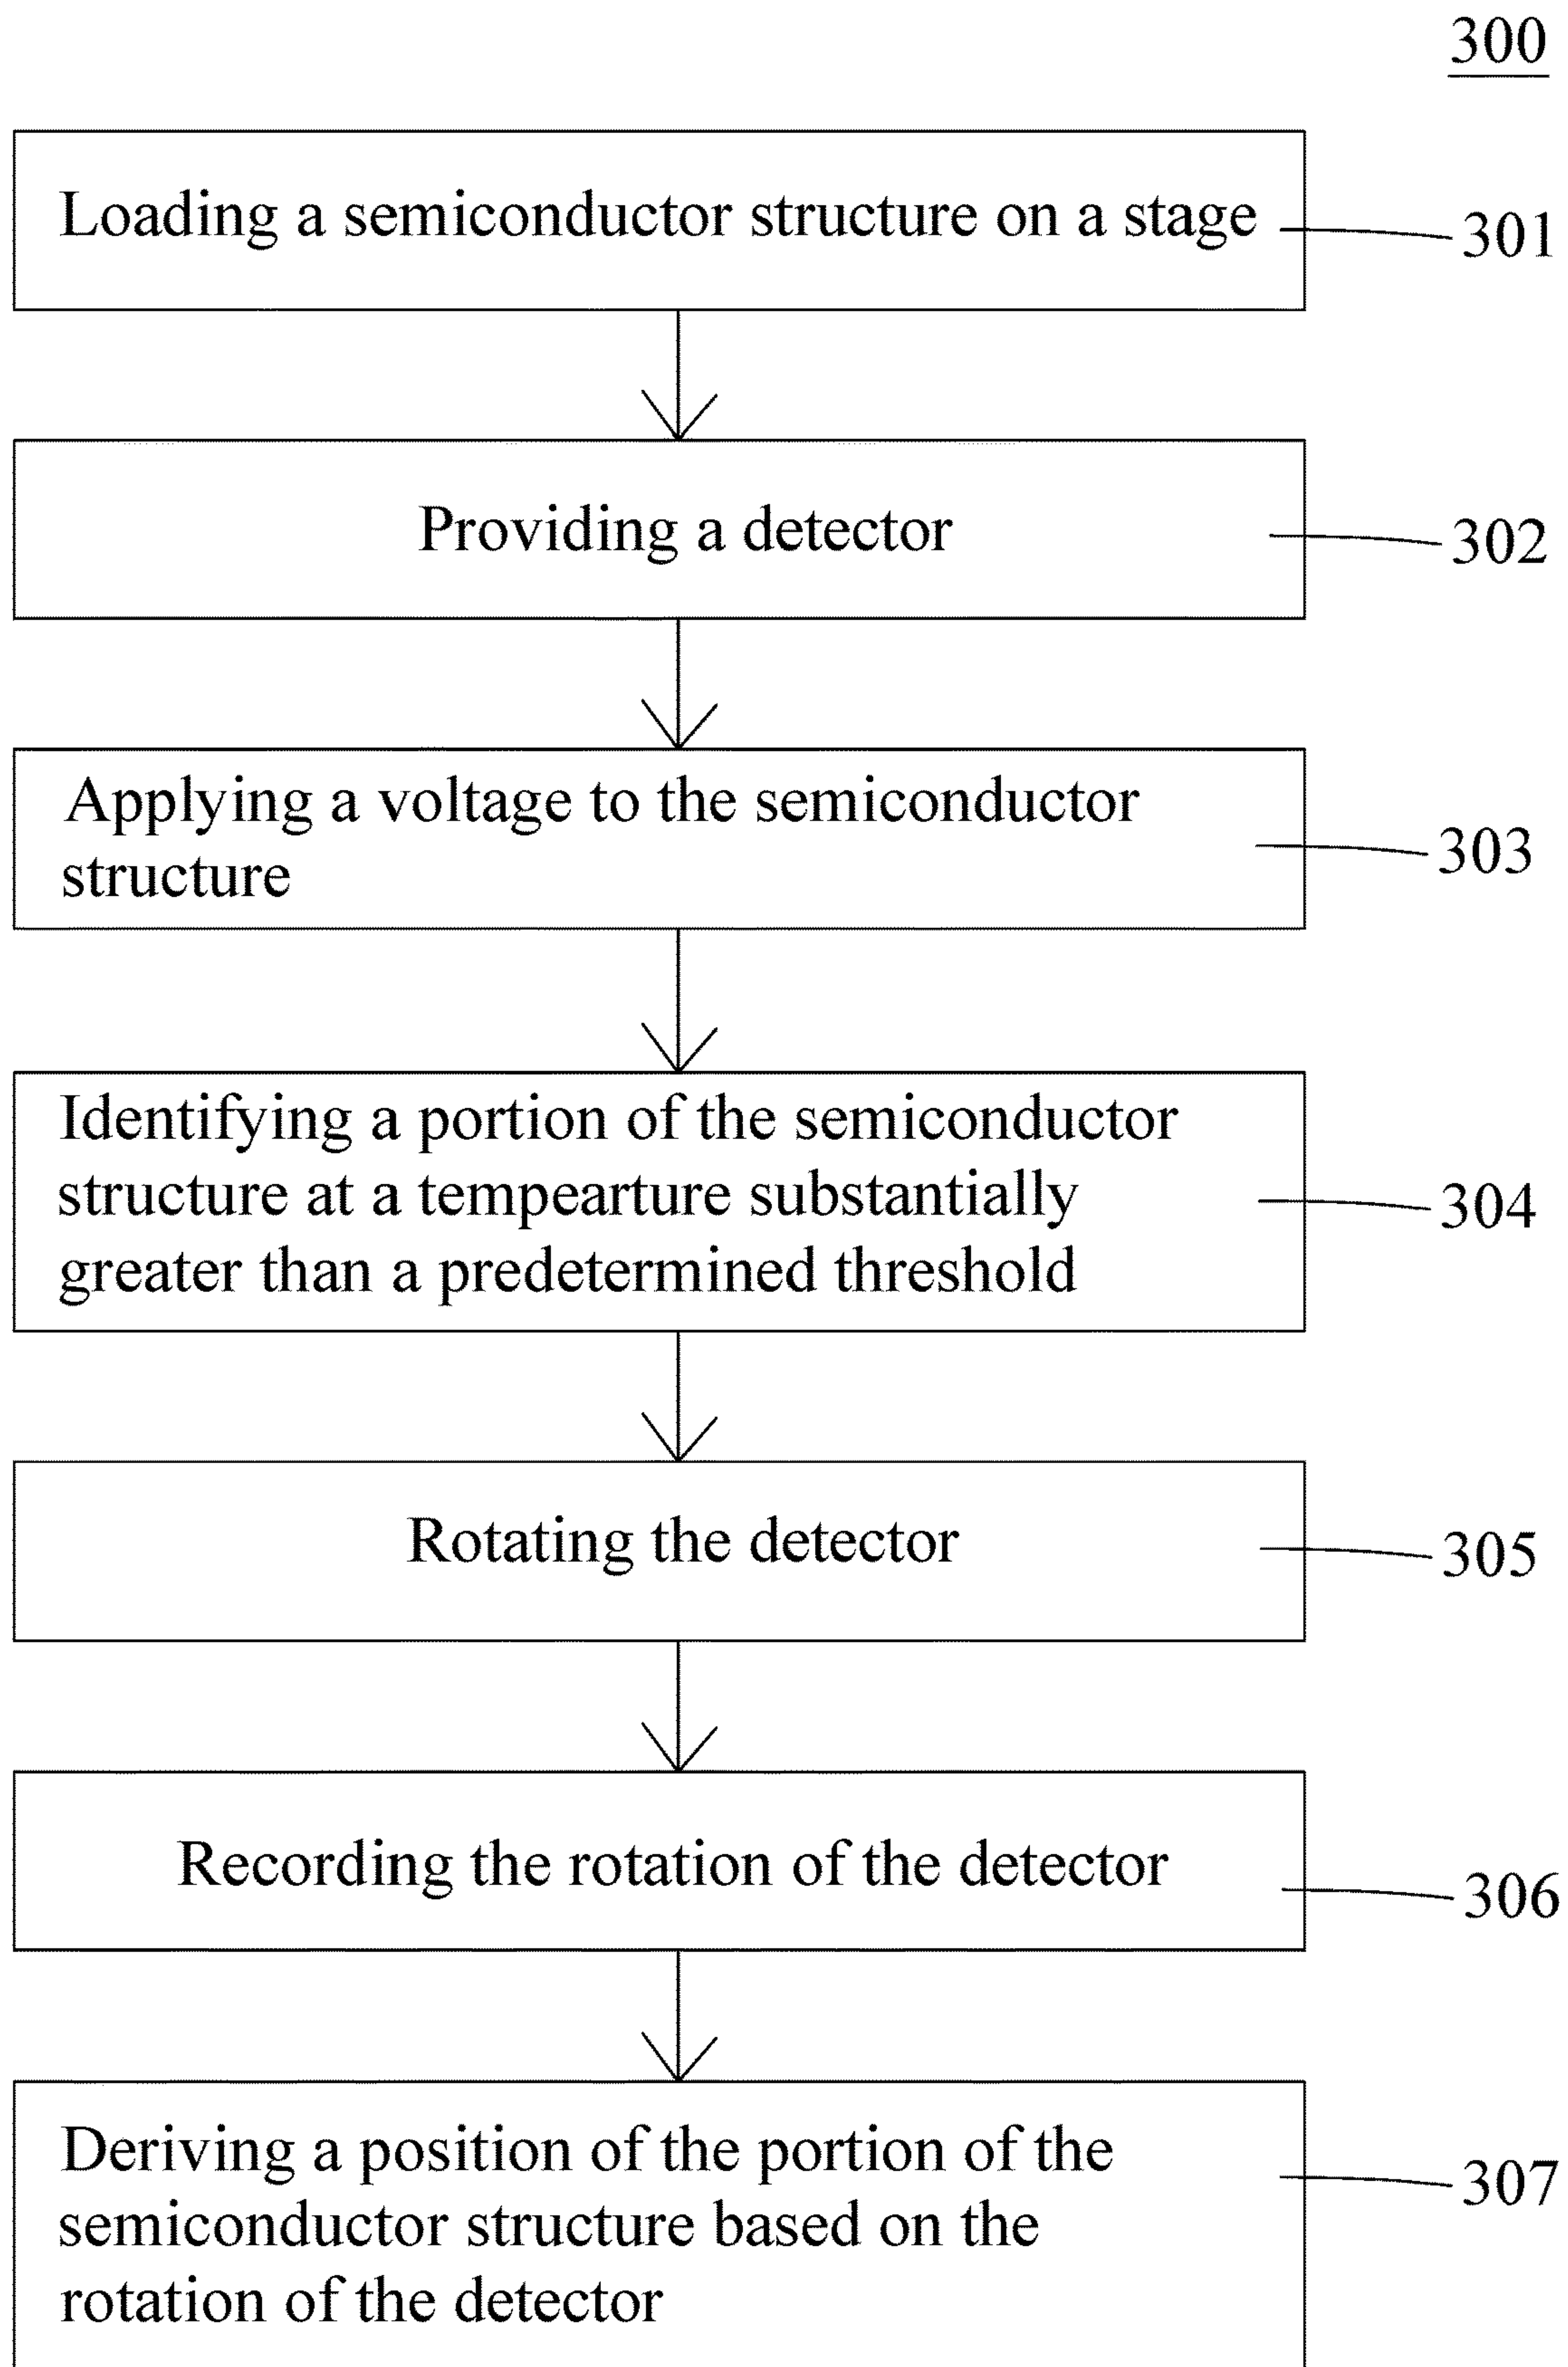 300
Loading a semiconductor structure on a stage
301
Providing a detector
302
Applying a voltage to the semiconductor
structure
303
Identifying a portion of the semiconductor
structure at a tempearture substantially
greater than a predetermined threshold
304
Rotating the detector
305
Recording the rotation of the detector
306
Deriving a position of the portion of the
semiconductor structure based on the
rotation of the detector
307